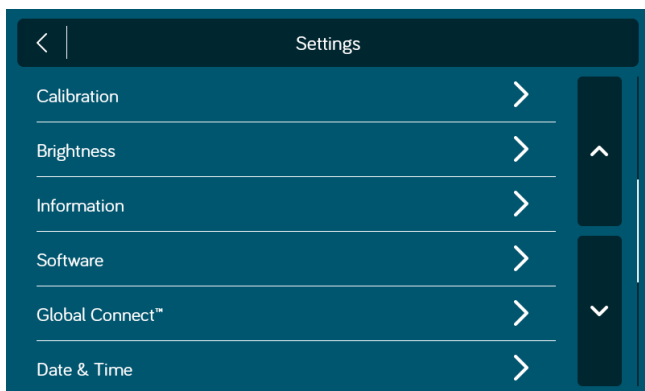 Settings
Calibration
Brightness
Information
Software
Global Connect™
Date & Time